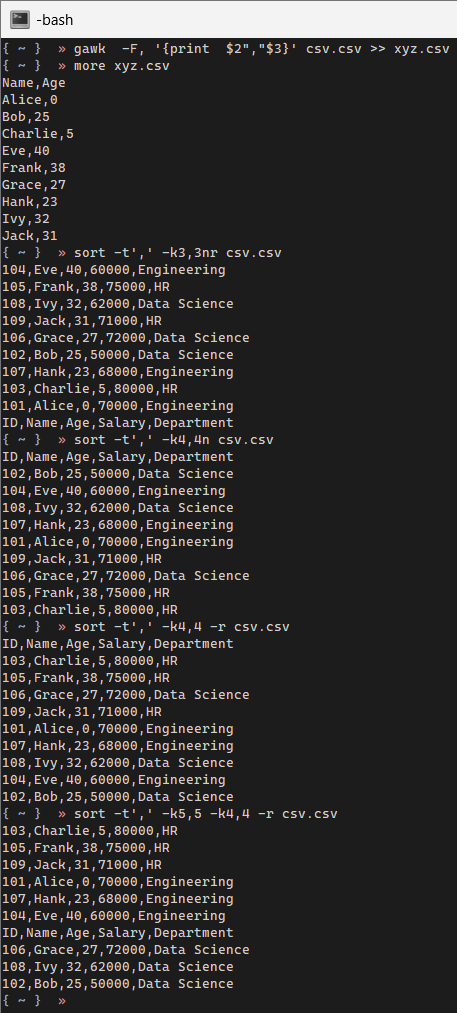 -bash
{ ~ }  » gawk  -F, '{print  $2","$3}' csv.csv >> xyz.csv
{ ~ }  » more xyz.csv
Name,Age
Alice,0
Bob,25
Charlie,5
Eve,40
Frank,38
Grace,27
Hank,23
Ivy,32
Jack,31
{ ~ }  » sort -t',' -k3,3nr csv.csv
104,Eve,40,60000,Engineering
105,Frank,38,75000,HR
108,Ivy,32,62000,Data Science
109,Jack,31,71000,HR
106,Grace,27,72000,Data Science
102,Bob,25,50000,Data Science
107,Hank,23,68000,Engineering
103,Charlie,5,80000,HR
101,Alice,0,70000,Engineering
ID,Name,Age,Salary,Department
{ ~ }  » sort -t',' -k4,4n csv.csv
ID,Name,Age,Salary,Department
102,Bob,25,50000,Data Science
104,Eve,40,60000,Engineering
108,Ivy,32,62000,Data Science
107,Hank,23,68000,Engineering
101,Alice,0,70000,Engineering
109,Jack,31,71000,HR
106,Grace,27,72000,Data Science
105,Frank,38,75000,HR
103,Charlie,5,80000,HR
{ ~ }  » sort -t',' -k4,4 -r csv.csv
ID,Name,Age,Salary,Department
103,Charlie,5,80000,HR
105,Frank,38,75000,HR
106,Grace,27,72000,Data Science
109,Jack,31,71000,HR
101,Alice,0,70000,Engineering
107,Hank,23,68000,Engineering
108,Ivy,32,62000,Data Science
104,Eve,40,60000,Engineering
102,Bob,25,50000,Data Science
{ ~ }  » sort -t',' -k5,5 -k4,4 -r csv.csv
103,Charlie,5,80000,HR
105,Frank,38,75000,HR
109,Jack,31,71000,HR
101,Alice,0,70000,Engineering
107,Hank,23,68000,Engineering
104,Eve,40,60000,Engineering
ID,Name,Age,Salary,Department
106,Grace,27,72000,Data Science
108,Ivy,32,62000,Data Science
102,Bob,25,50000,Data Science
{ ~ }  »